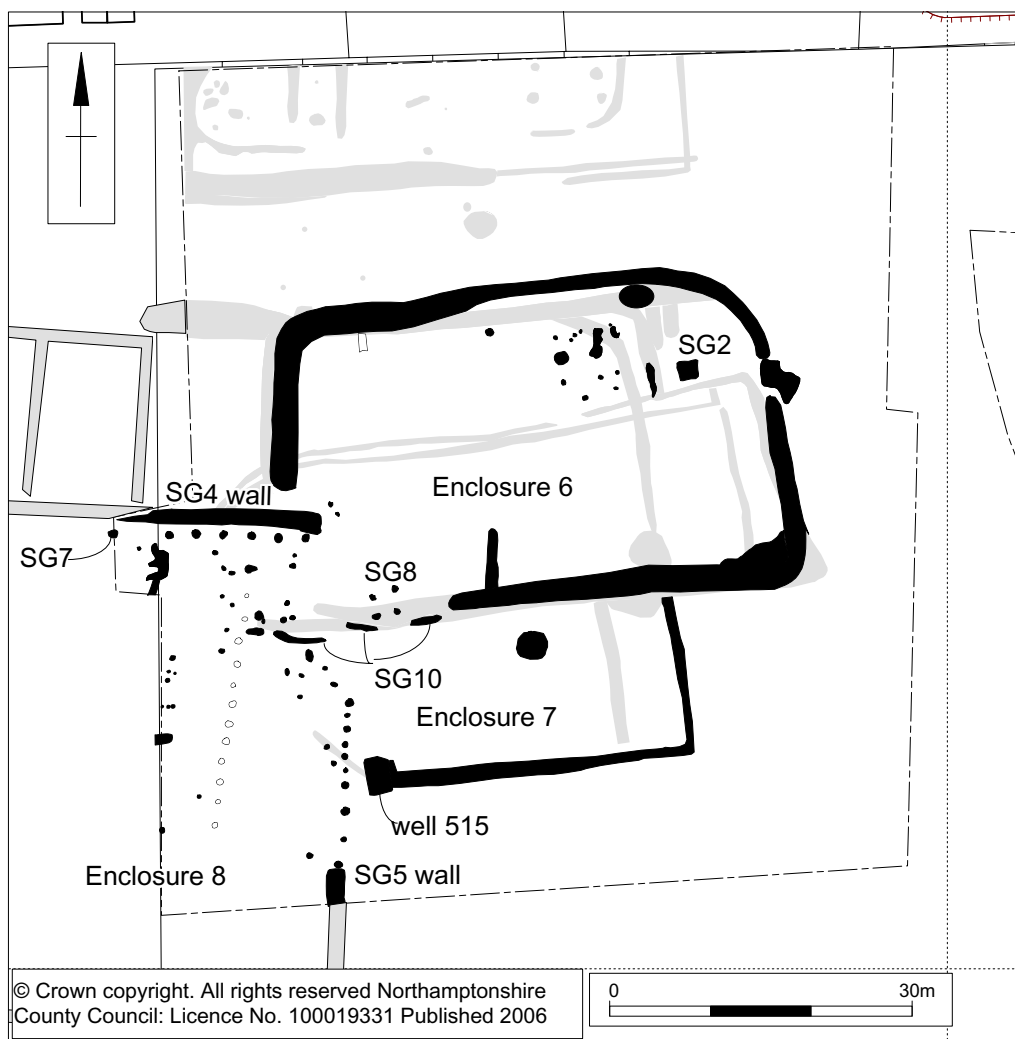 SG2
Enclosure 6
SG4 wall
SG7
SG8
SG10
Enclosure 7
well 515
Enclosure 8
SG5 wall
© Crown copyright. All rights reserved Northamptonshire
County Council: Licence No. 100019331 Published 2006
0 30m